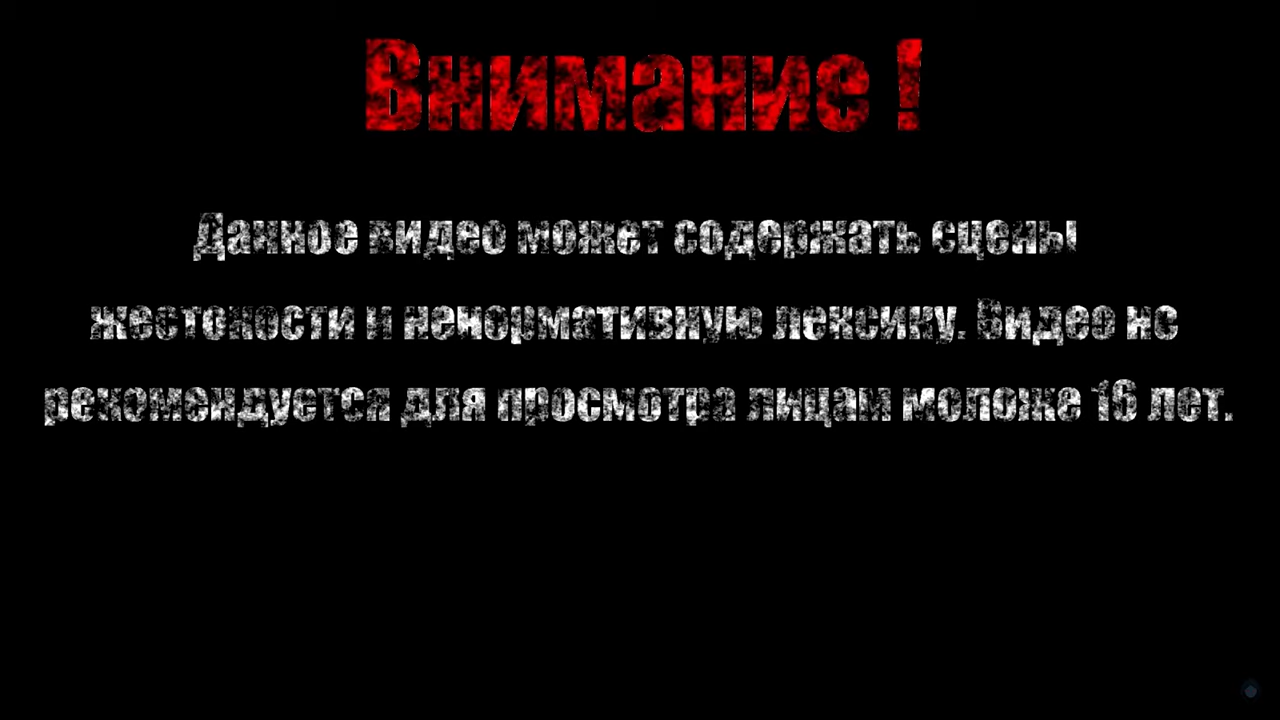 Внимание !
Данное видео может содержать сцены
жестокости и ненормативную лексику. Видео не
рекомендуется для просмотра лицам моложе 16 лет.